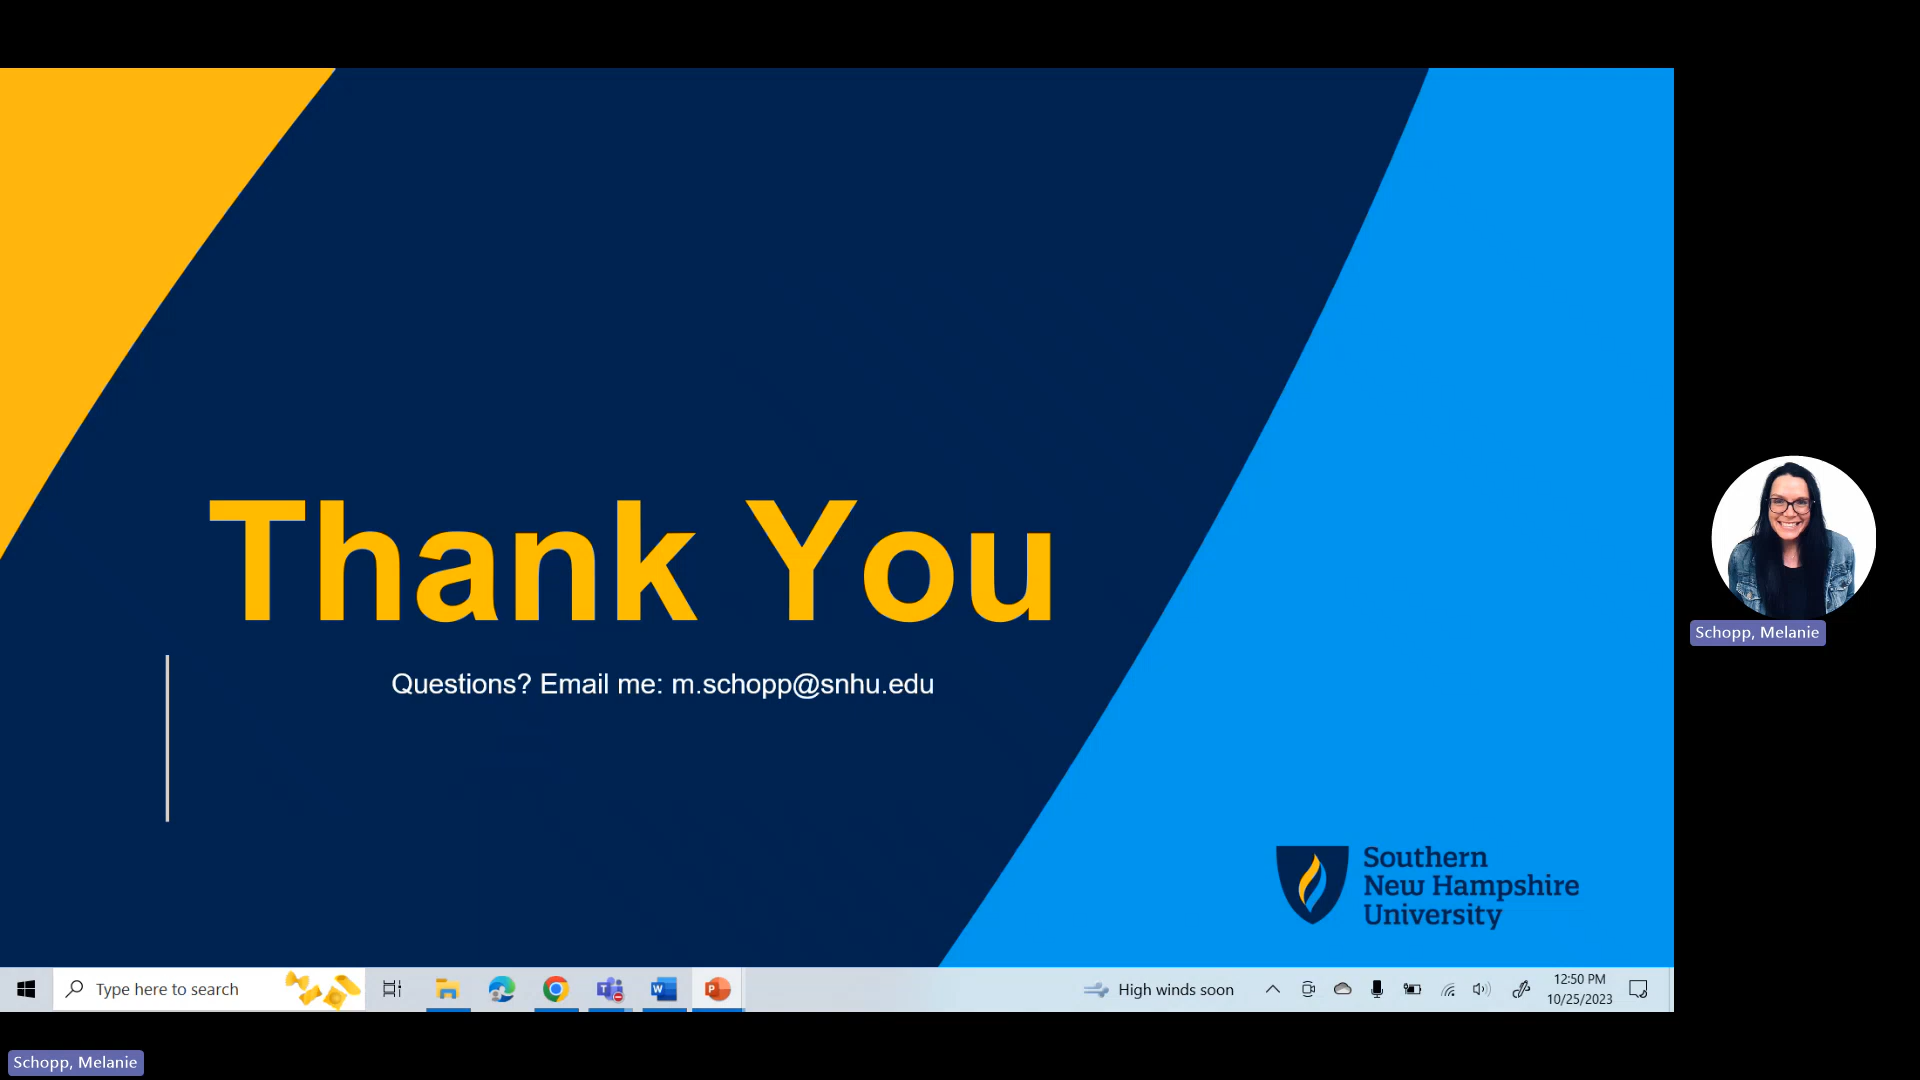 Thank You
Questions? Email me: m.schopp@snhu.edu
Southern
New Hampshire
University
Schopp, Melanie
Type here to search
High winds soon
12:50 PM
10/25/2023
Schopp, Melanie